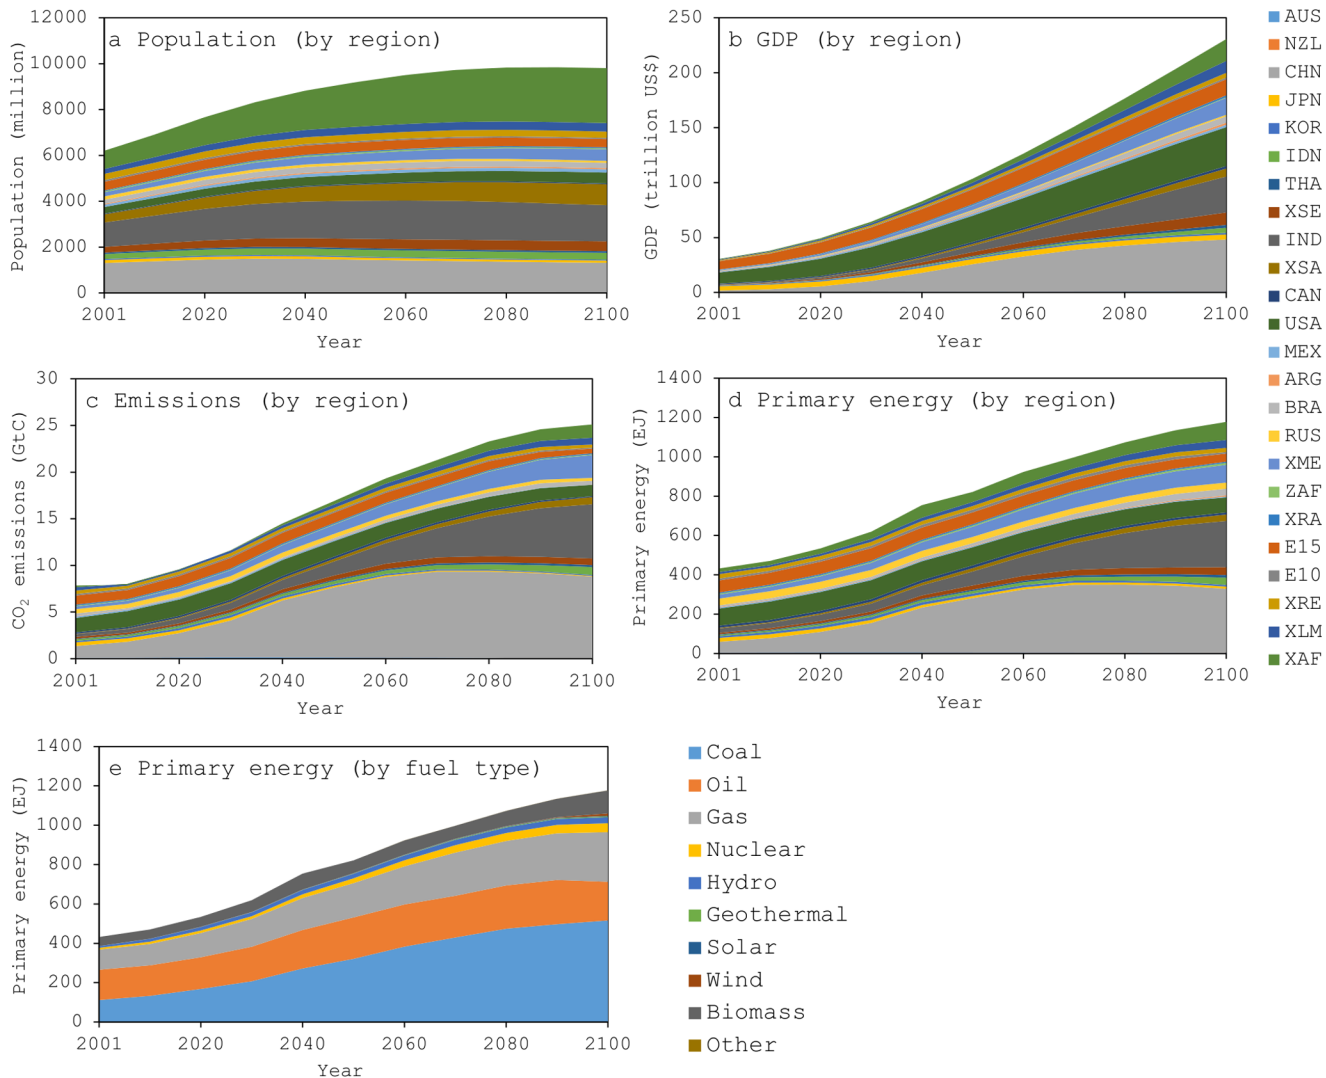 a Population (by region)
Population (million)
12000
10000
8000
6000
4000
2000
0
2001 2020 2040 2060 2080 2100
Year
b GDP (by region)
GDP (trillion US$)
250
200
150
100
50
0
2001 2020 2040 2060 2080 2100
Year
AUS
NZL
CHN
JPN
KOR
IDN
THA
XSE
IND
XSA
CAN
USA
MEX
ARG
BRA
RUS
XME
ZAF
XRA
E15
E10
XRE
XLM
XAF
c Emissions (by region)
CO2 emissions (GtC)
30
25
20
15
10
5
0
2001 2020 2040 2060 2080 2100
Year
d Primary energy (by region)
Primary energy (EJ)
1400
1200
1000
800
600
400
200
0
2001 2020 2040 2060 2080 2100
Year
e Primary energy (by fuel type)
Primary energy (EJ)
1400
1200
1000
800
600
400
200
0
2001 2020 2040 2060 2080 2100
Year
Coal
Oil
Gas
Nuclear
Hydro
Geothermal
Solar
Wind
Biomass
Other